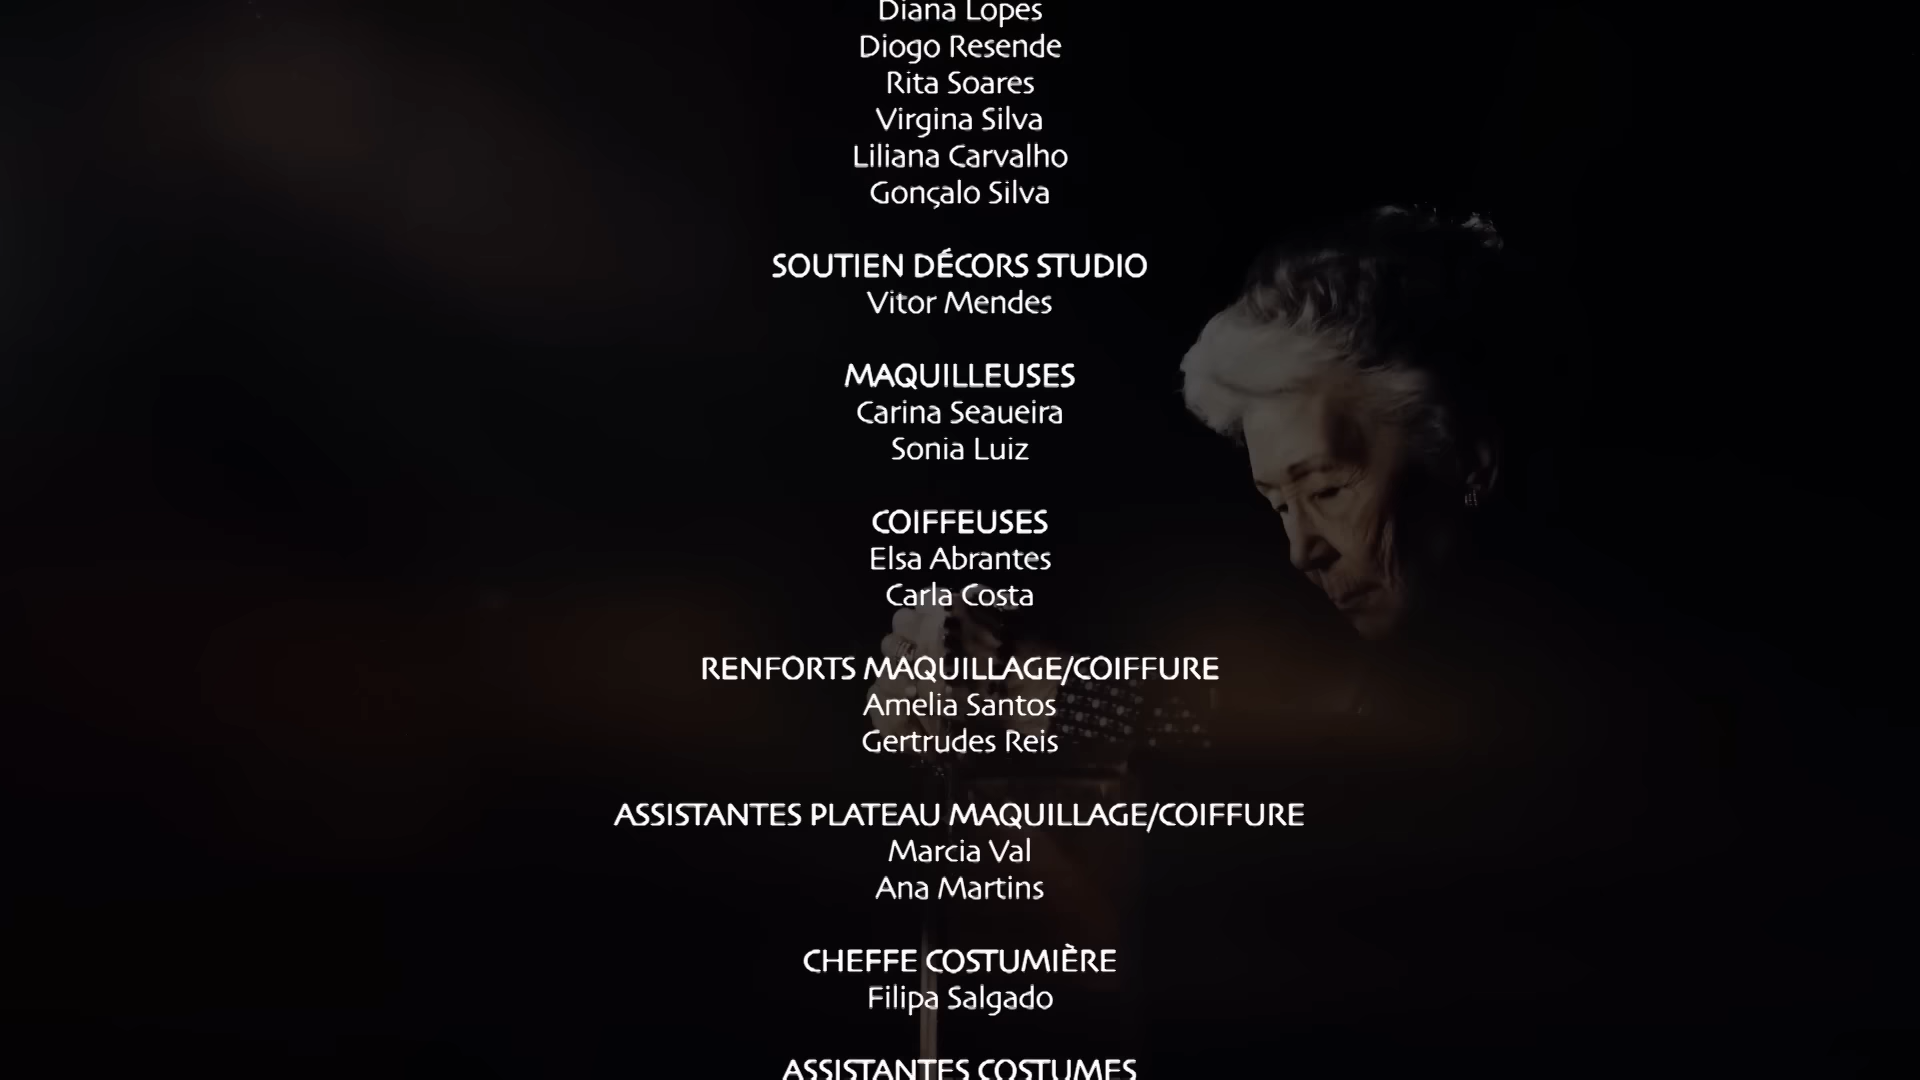 Diana Lopes
Diogo Resende
Rita Soares
Virgina Silva
Liliana Carvalho
Gonçalo Silva
SOUTIEN DÉCORS STUDIO
Vitor Mendes
MAQUILLEUSES
Carina Seaueira
Sonia Luiz
COIFFEUSES
Elsa Abrantes
Carla Costa
RENFORTS MAQUILLAGE/COIFFURE
Amelia Santos
Gertrudes Reis
ASSISTANTES PLATEAU MAQUILLAGE/COIFFURE
Marcia Val
Ana Martins
CHEFFE COSTUMIÈRE
Filipa Salgado
ASSISTANTES COSTUMES